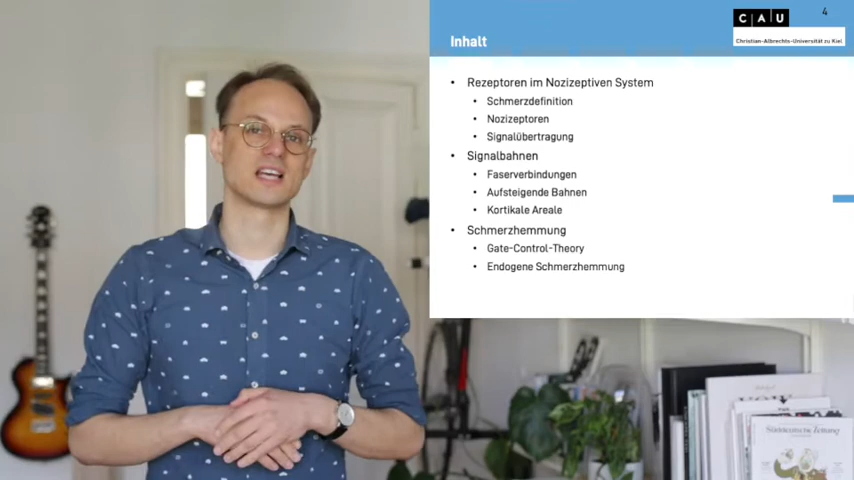 4
C A U
Christian-Albrechts-Universität zu Kiel
Inhalt
• Rezeptoren im Nozizeptiven System
• Schmerzdefinition
• Nozizeptoren
• Signalübertragung
• Signalbahnen
• Faserverbindungen
• Aufsteigende Bahnen
• Kortikale Areale
• Schmerzhemmung
• Gate-Control-Theory
• Endogene Schmerzhemmung
Süddeutsche Zeitung